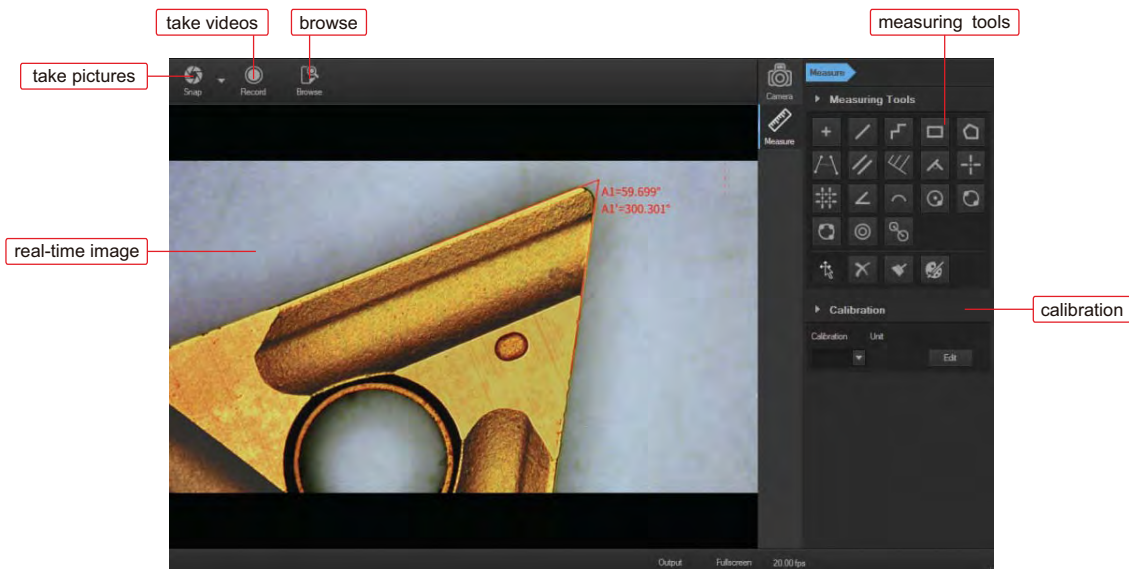 take videos
browse
measuring tools
take pictures
Snap
Record
Browse
Camera
Measure
Measure
Measuring Tools
A1=59.699°
A1'=300.301°
real-time image
Calibration
calibration
Calibration Unit
Edit
Output Fullscreen 20.00 fps